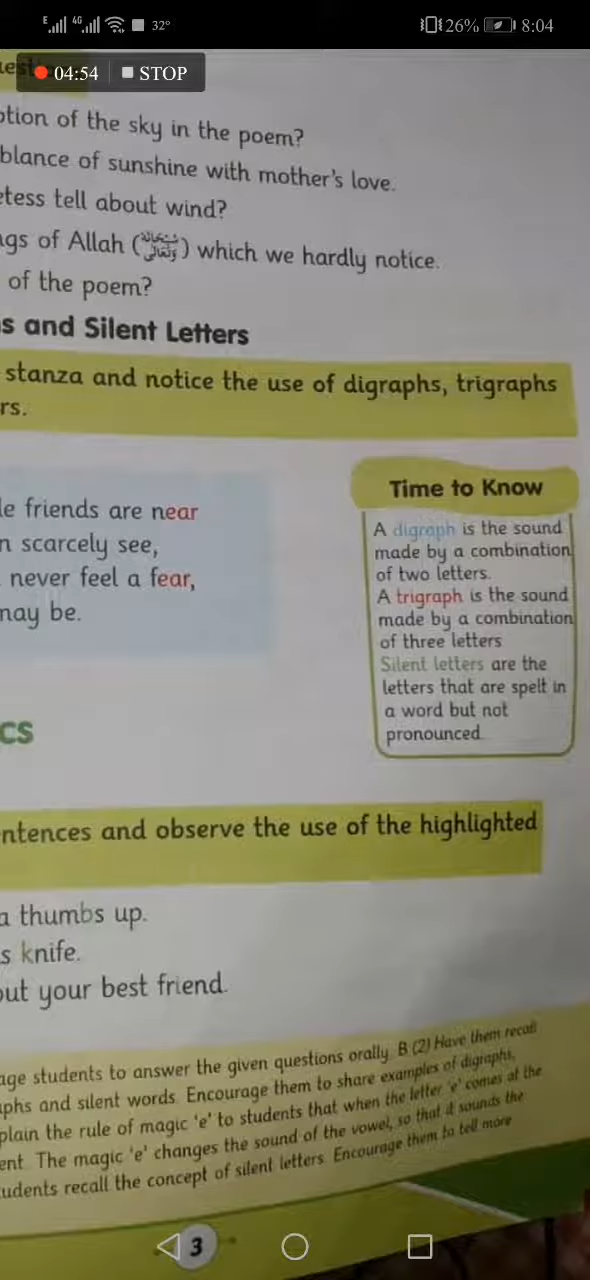 E 4G 32° 26% 8:04
04:54 STOP
ption of the sky in the poem?
blance of sunshine with mother's love.
etess tell about wind?
ngs of Allah (سُبْحَانَهُ وَتَعَالَى) which we hardly notice.
of the poem?
s and Silent Letters
stanza and notice the use of digraphs, trigraphs
rs.
le friends are near
n scarcely see,
never feel a fear,
may be.
Time to Know
A digraph is the sound
made by a combination
of two letters.
A trigraph is the sound
made by a combination
of three letters
Silent letters are the
letters that are spelt in
a word but not
pronounced.
cs
ntences and observe the use of the highlighted
a thumbs up.
s knife.
out your best friend.
age students to answer the given questions orally. B (2) Have them recall
aphs and silent words. Encourage them to share examples of digraphs,
plain the rule of magic 'e' to students that when the letter 'e' comes at the
ent. The magic 'e' changes the sound of the vowel, so that it sounds the
tudents recall the concept of silent letters. Encourage them to tell more
3